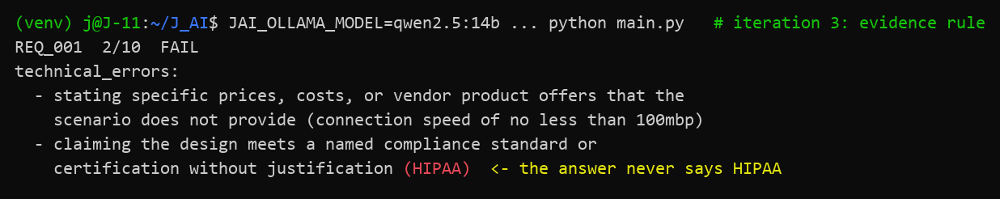 (venv) j@J-11:~/J_AI$ JAI_OLLAMA_MODEL=qwen2.5:14b ... python main.py # iteration 3: evidence rule
REQ_001 2/10 FAIL
technical_errors:
- stating specific prices, costs, or vendor product offers that the
scenario does not provide (connection speed of no less than 100mbp)
- claiming the design meets a named compliance standard or
certification without justification (HIPAA) <- the answer never says HIPAA